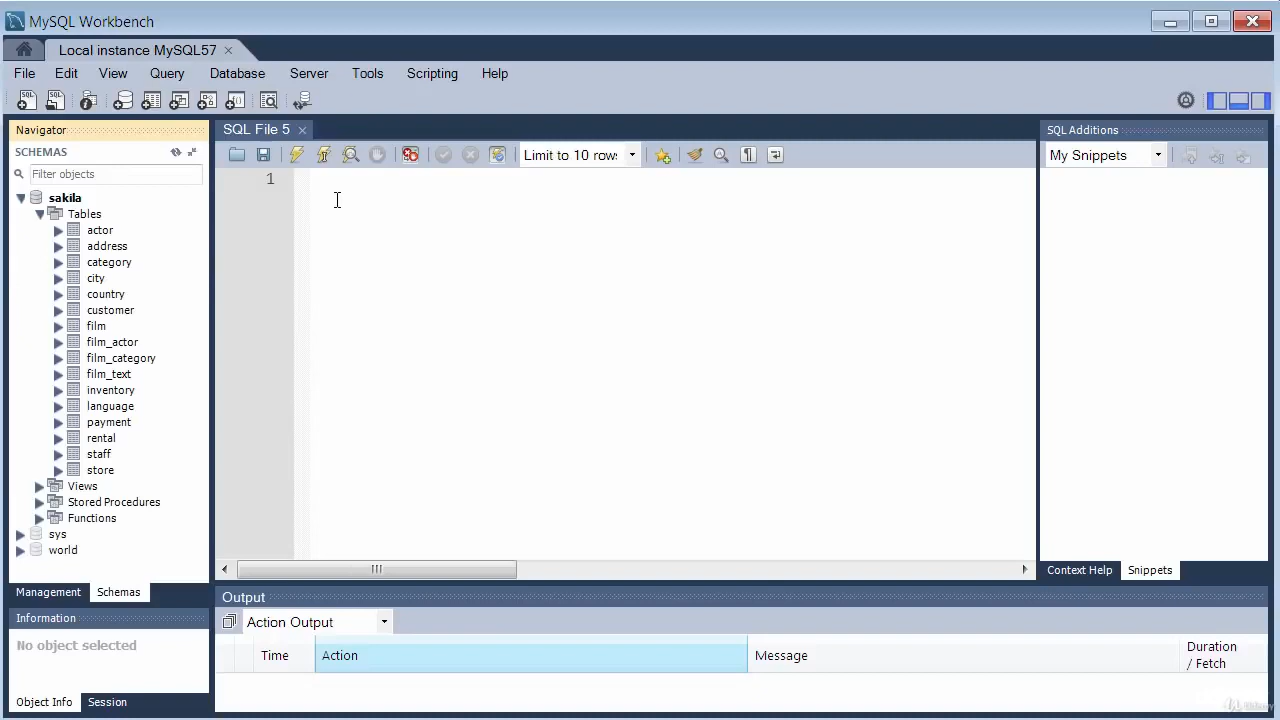 MySQL Workbench
Local instance MySQL57
File Edit View Query Database Server Tools Scripting Help
Navigator
SCHEMAS
Filter objects
sakila
Tables
actor
address
category
city
country
customer
film
film_actor
film_category
film_text
inventory
language
payment
rental
staff
store
Views
Stored Procedures
Functions
sys
world
Management Schemas
Information
No object selected
Object Info Session
SQL File 5
Limit to 10 rows
1
SQL Additions
My Snippets
Context Help Snippets
Output
Action Output
Time Action Message Duration
/ Fetch